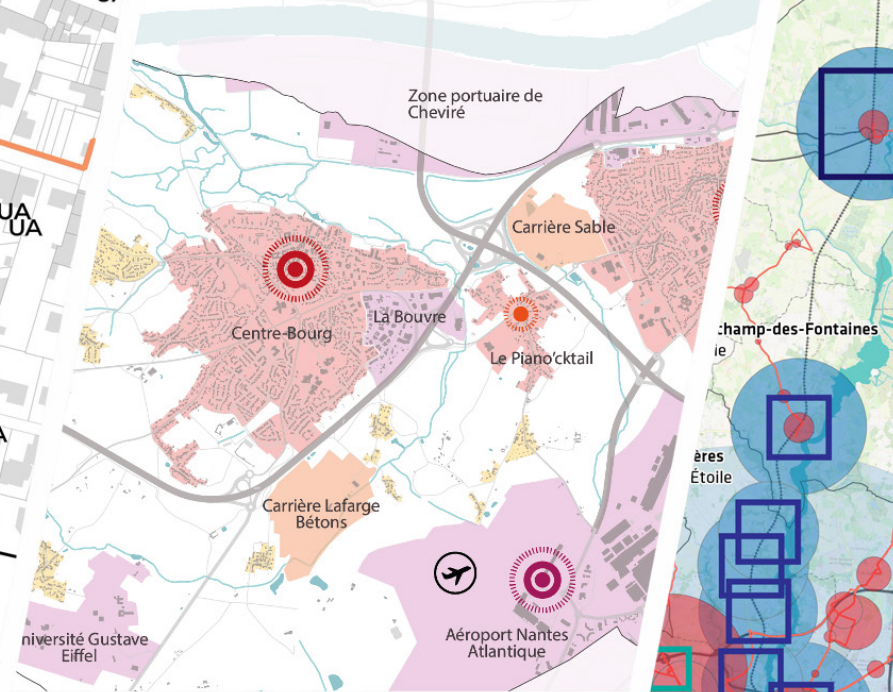 Zone portuaire de
Cheviré
UA
UA
Carrière Sable
La Bouvre
Centre-Bourg
champ-des-Fontaines
Le Piano'cktail
ères
Étoile
Carrière Lafarge
Bétons
niversité Gustave
Eiffel
Aéroport Nantes
Atlantique